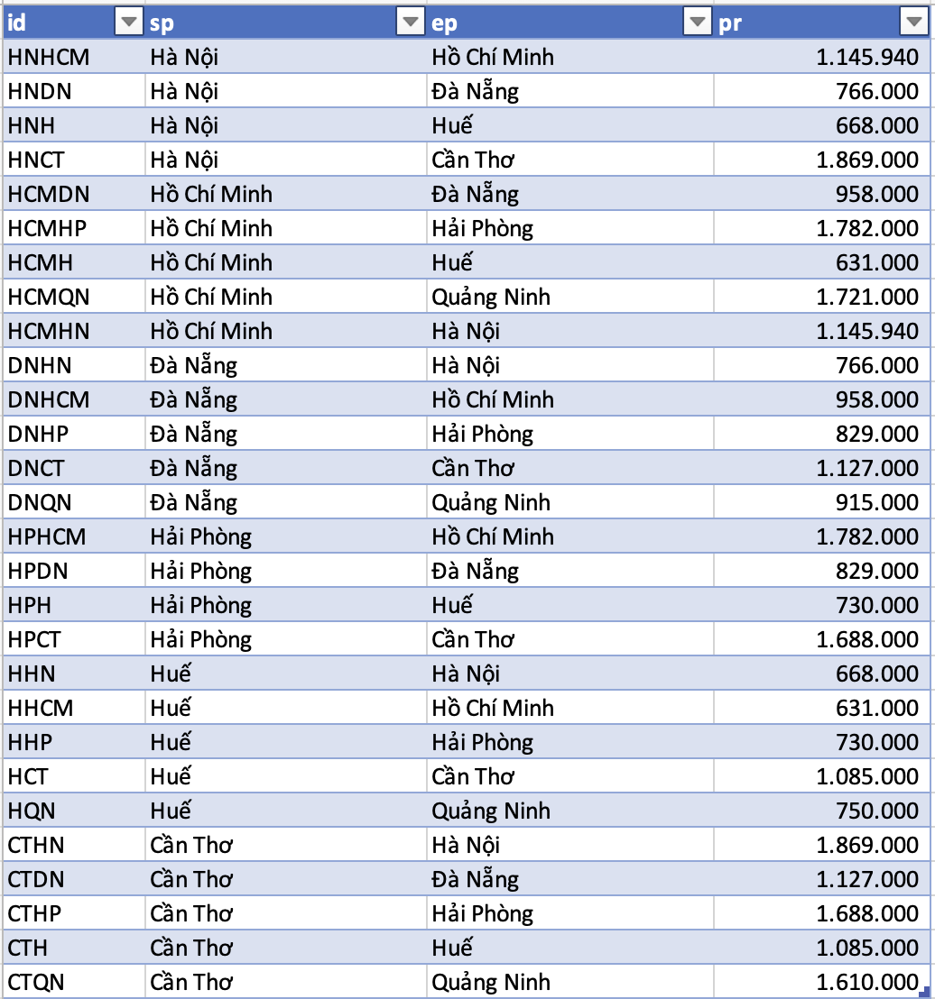 id sp ep pr
HNHCM Hà Nội Hồ Chí Minh 1.145.940
HNDN Hà Nội Đà Nẵng 766.000
HNH Hà Nội Huế 668.000
HNCT Hà Nội Cần Thơ 1.869.000
HCMDN Hồ Chí Minh Đà Nẵng 958.000
HCMHP Hồ Chí Minh Hải Phòng 1.782.000
HCMH Hồ Chí Minh Huế 631.000
HCMQN Hồ Chí Minh Quảng Ninh 1.721.000
HCMHN Hồ Chí Minh Hà Nội 1.145.940
DNHN Đà Nẵng Hà Nội 766.000
DNHCM Đà Nẵng Hồ Chí Minh 958.000
DNHP Đà Nẵng Hải Phòng 829.000
DNCT Đà Nẵng Cần Thơ 1.127.000
DNQN Đà Nẵng Quảng Ninh 915.000
HPHCM Hải Phòng Hồ Chí Minh 1.782.000
HPDN Hải Phòng Đà Nẵng 829.000
HPH Hải Phòng Huế 730.000
HPCT Hải Phòng Cần Thơ 1.688.000
HHN Huế Hà Nội 668.000
HHCM Huế Hồ Chí Minh 631.000
HHP Huế Hải Phòng 730.000
HCT Huế Cần Thơ 1.085.000
HQN Huế Quảng Ninh 750.000
CTHN Cần Thơ Hà Nội 1.869.000
CTDN Cần Thơ Đà Nẵng 1.127.000
CTHP Cần Thơ Hải Phòng 1.688.000
CTH Cần Thơ Huế 1.085.000
CTQN Cần Thơ Quảng Ninh 1.610.000